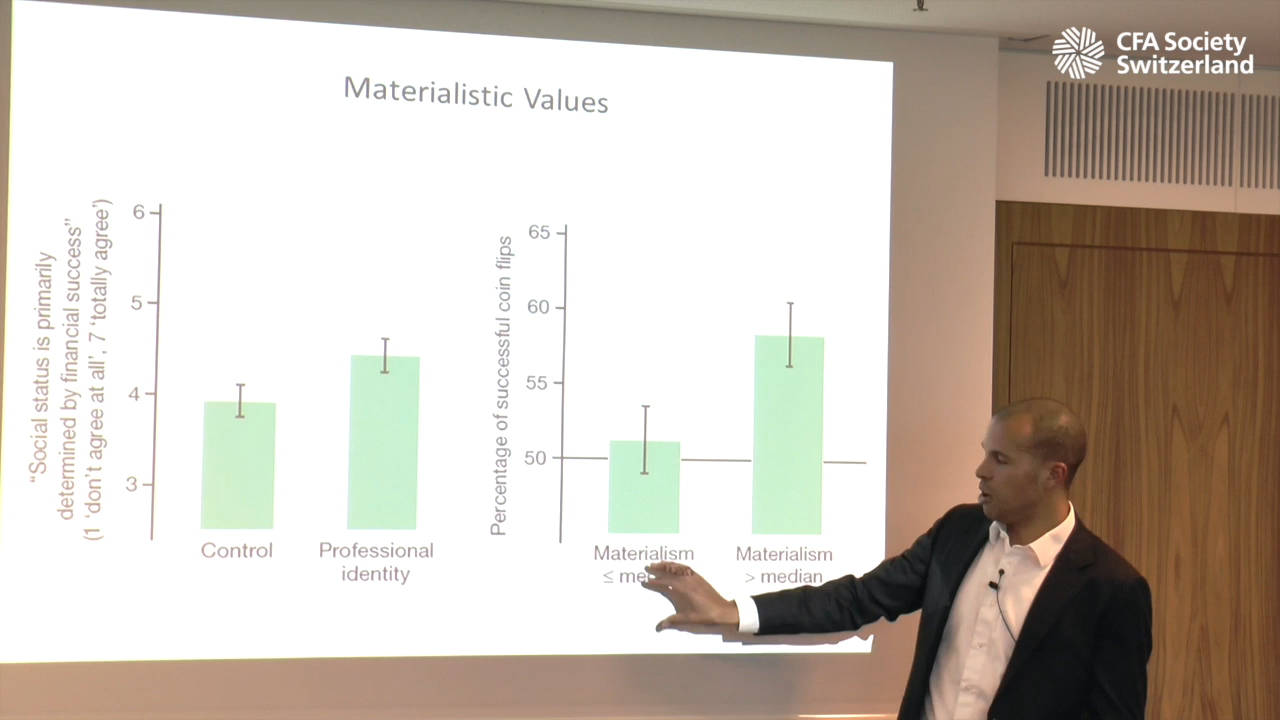 CFA Society
Switzerland
Materialistic Values
“Social status is primarily
determined by financial success”
(1 ‘don’t agree at all’, 7 ‘totally agree’)
6
5
4
3
Control
Professional
identity
Percentage of successful coin flips
65
60
55
50
Materialism
≤
Materialism
> median